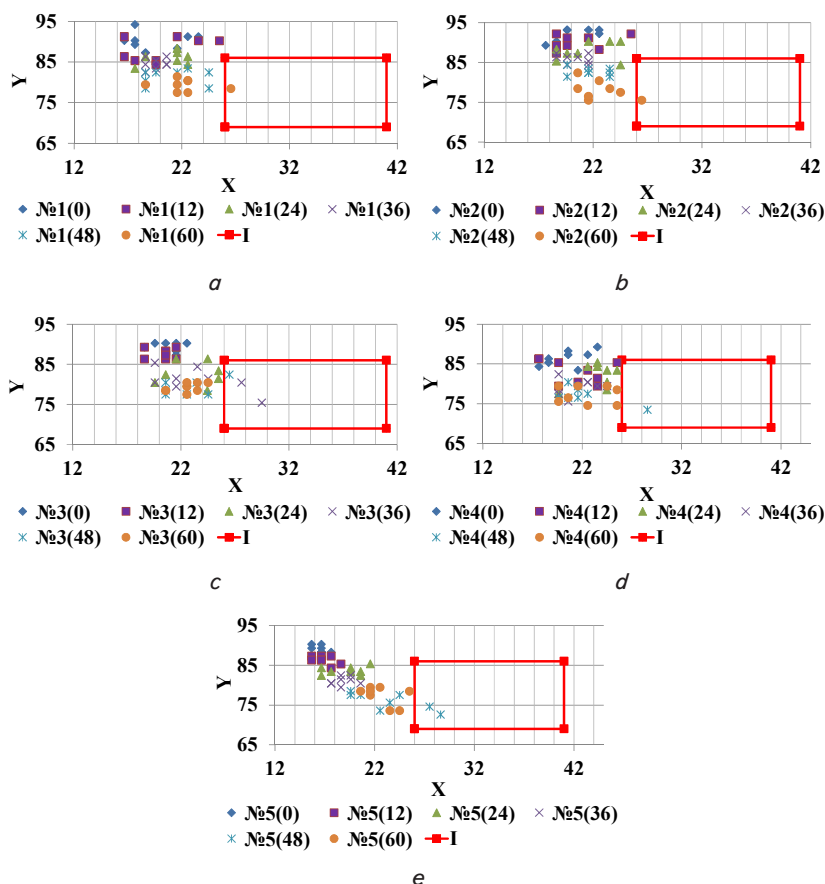 95
85
75
65
Y
12 22 32 42
X
№1(0) №1(12) №1(24) №1(36)
№1(48) №1(60) I
a
95
85
75
65
Y
12 22 32 42
X
№2(0) №2(12) №2(24) №2(36)
№2(48) №2(60) I
b
95
85
75
65
Y
12 22 32 42
X
№3(0) №3(12) №3(24) №3(36)
№3(48) №3(60) I
c
95
85
75
65
Y
12 22 32 42
X
№4(0) №4(12) №4(24) №4(36)
№4(48) №4(60) I
d
95
85
75
65
Y
12 22 32 42
X
№5(0) №5(12) №5(24) №5(36)
№5(48) №5(60) I
e